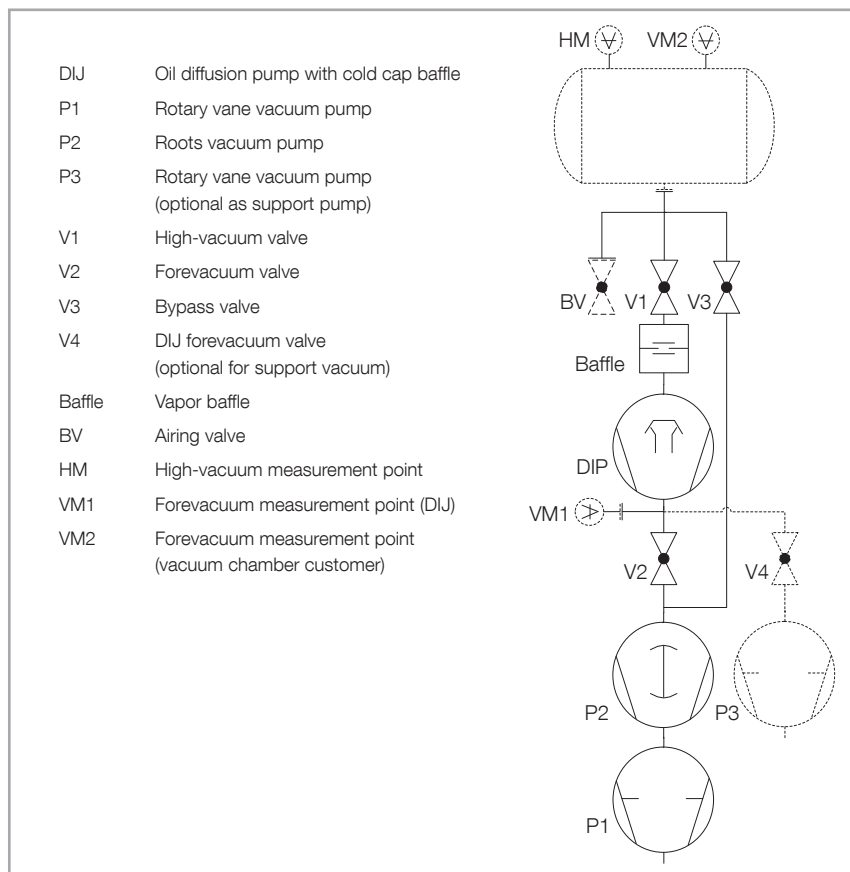 DIJ Oil diffusion pump with cold cap baffle
P1 Rotary vane vacuum pump
P2 Roots vacuum pump
P3 Rotary vane vacuum pump
(optional as support pump)
V1 High-vacuum valve
V2 Forevacuum valve
V3 Bypass valve
V4 DIJ forevacuum valve
(optional for support vacuum)
Baffle Vapor baffle
BV Airing valve
HM High-vacuum measurement point
VM1 Forevacuum measurement point (DIJ)
VM2 Forevacuum measurement point
(vacuum chamber customer)
HM VM2
BV V1 V3
Baffle
DIP
VM1
V2 V4
P2 P3
P1